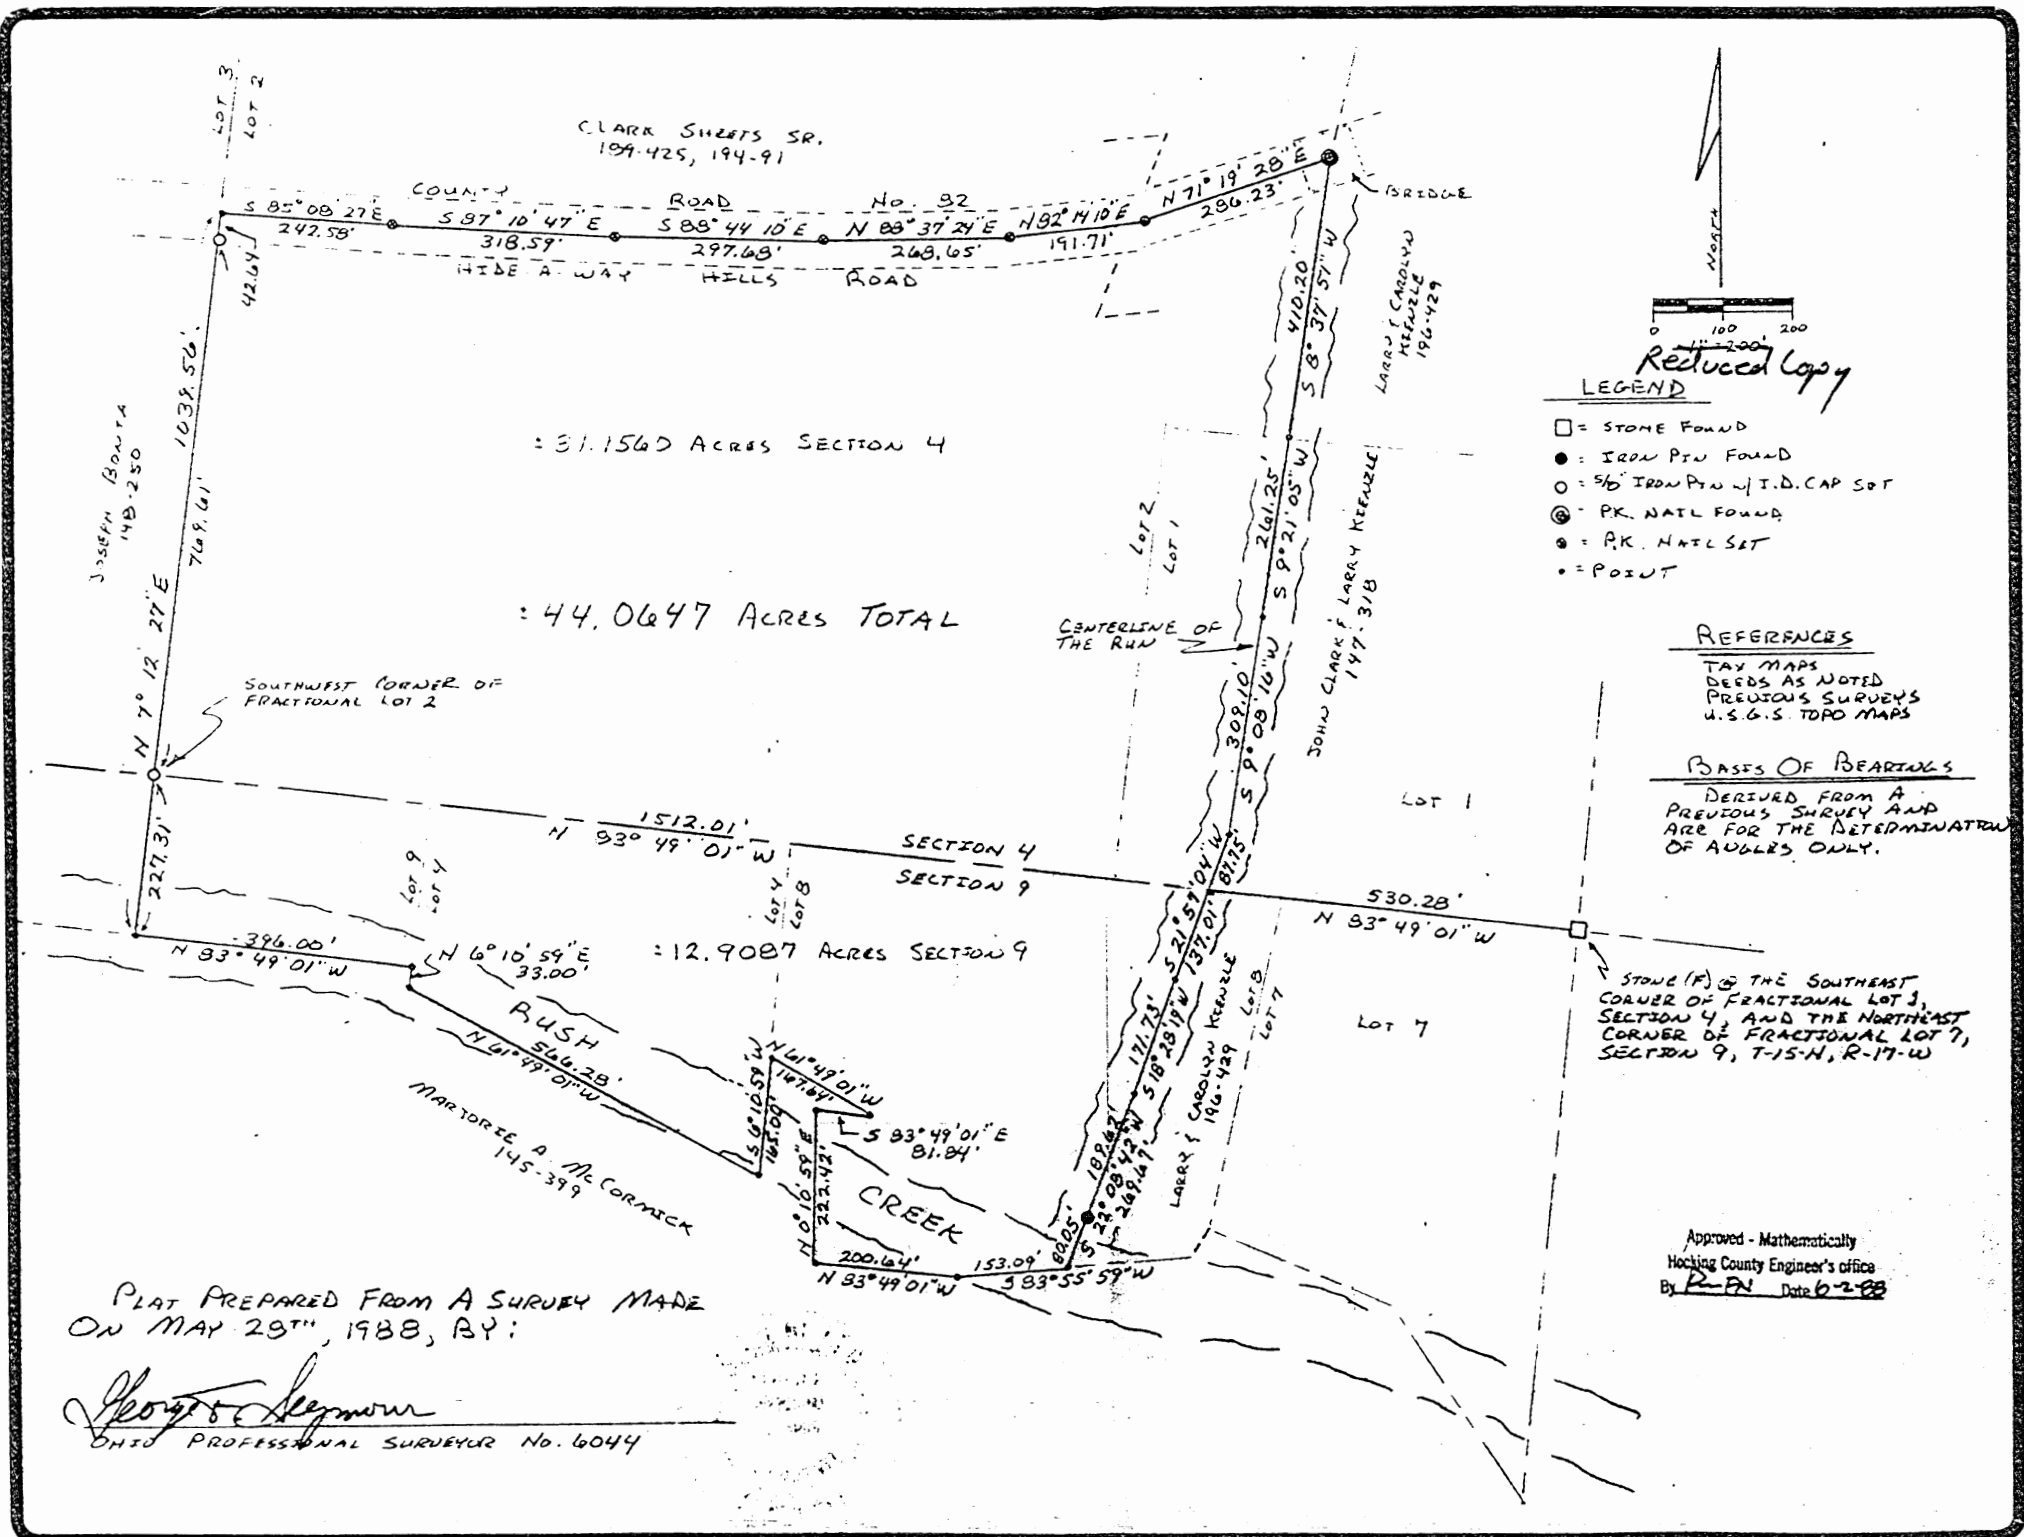 LOT 3
LOT 2
CLARK SHEETS SR.
189-425, 194-91
COUNTY ROAD No. 92
S 85° 08' 27" E
242.58'
S 87° 10' 47" E
318.59'
S 88° 44' 10" E
297.68'
N 88° 37' 24" E
268.65'
N 82° 14' 10" E
191.71'
N 71° 19' 28" E
286.23'
HIDE-A-WAY HILLS ROAD
BRIDGE
NORTH
0 100 200
1" = 200'
Reduced Copy
LEGEND
= STONE FOUND
= IRON PIN FOUND
= 5/8" IRON PIN W/ I.D. CAP SET
= P.K. NAIL FOUND
= P.K. NAIL SET
= POINT
REFERENCES
TAX MAPS
DEEDS AS NOTED
PREVIOUS SURVEYS
U.S.G.S. TOPO MAPS
BASIS OF BEARINGS
DERIVED FROM A
PREVIOUS SURVEY AND
ARE FOR THE DETERMINATION
OF ANGLES ONLY.
42.64'
1039.56'
769.61'
N 7° 12' 27" E
227.31'
JOSEPH BONTA
148-250
: 31.1560 ACRES SECTION 4
: 44.0647 ACRES TOTAL
SOUTHWEST CORNER OF
FRACTIONAL LOT 2
410.20'
S 8° 37' 51" W
LARRY & CAROLYN
KIENZLE
196-429
LOT 2
LOT 1
261.25'
S 9° 21' 05" W
CENTERLINE OF
THE RUN
JOHN CLARK & LARRY KIENZLE
147-318
309.10'
S 9° 08' 16" W
LOT 1
1512.01'
N 83° 49' 01" W
SECTION 4
SECTION 9
87.75'
S 21° 59' 04" W
137.01'
530.28'
N 83° 49' 01" W
STONE (F) @ THE SOUTHEAST
CORNER OF FRACTIONAL LOT 1,
SECTION 4, AND THE NORTHEAST
CORNER OF FRACTIONAL LOT 7,
SECTION 9, T-15-N, R-17-W
LOT 9
LOT 4
LOT 4
LOT 8
: 12.9087 ACRES SECTION 9
396.00'
N 83° 49' 01" W
N 6° 10' 59" E
33.00'
RUSH
566.28'
N 61° 49' 01" W
MARJORIE A. McCORMICK
145-399
S 6° 10' 59" W
165.00'
N 61° 49' 01" W
167.64'
S 83° 49' 01" E
81.84'
N 0° 10' 59" E
222.42'
CREEK
200.64'
N 83° 49' 01" W
153.09'
S 83° 55' 59" W
171.73'
S 18° 28' 19" W
189.62'
S 22° 08' 42" W
269.67'
80.05'
LARRY & CAROLYN KIENZLE
196-429
LOT 8
LOT 7
LOT 7
Approved - Mathematically
Hocking County Engineer's office
By Date 6-2-88
PLAT PREPARED FROM A SURVEY MADE
ON MAY 28TH, 1988, BY:
George F. Seymour
OHIO PROFESSIONAL SURVEYOR No. 6044